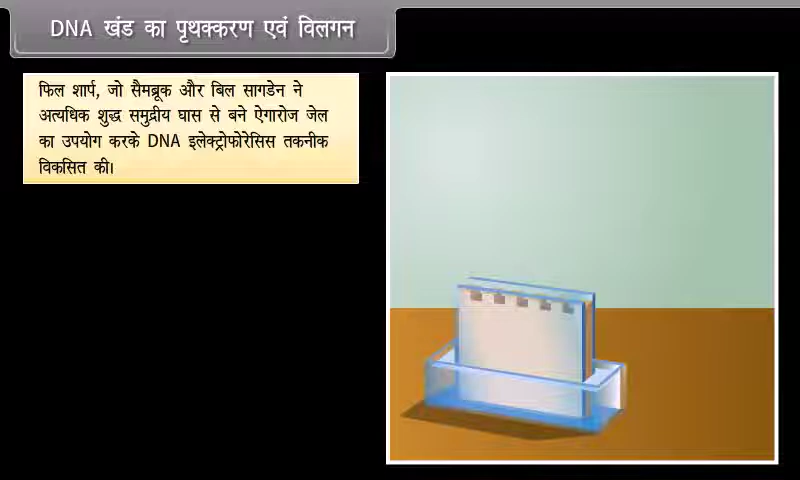 DNA खंड का पृथक्करण एवं विलगन
फिल शार्प, जो सैमब्रूक और बिल सागडेन ने
अत्यधिक शुद्ध समुद्रीय घास से बने ऐगारोज जेल
का उपयोग करके DNA इलेक्ट्रोफोरेसिस तकनीक
विकसित की।